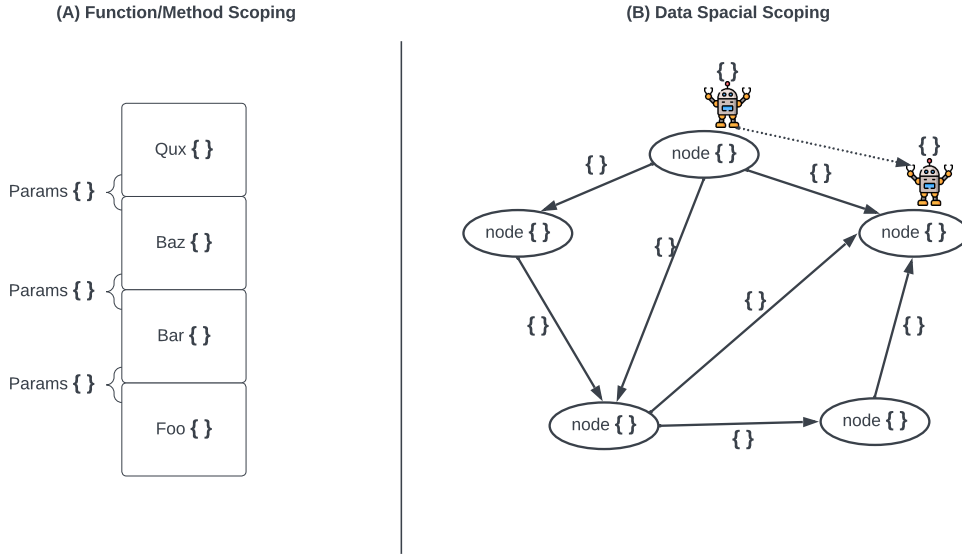 (A) Function/Method Scoping
Qux { }
Params { }
Baz { }
Params { }
Bar { }
Params { }
Foo { }
(B) Data Spacial Scoping
{ }
{ }
node { }
{ }
{ }
node { }
{ }
node { }
{ }
{ }
{ }
node { }
node { }
{ }